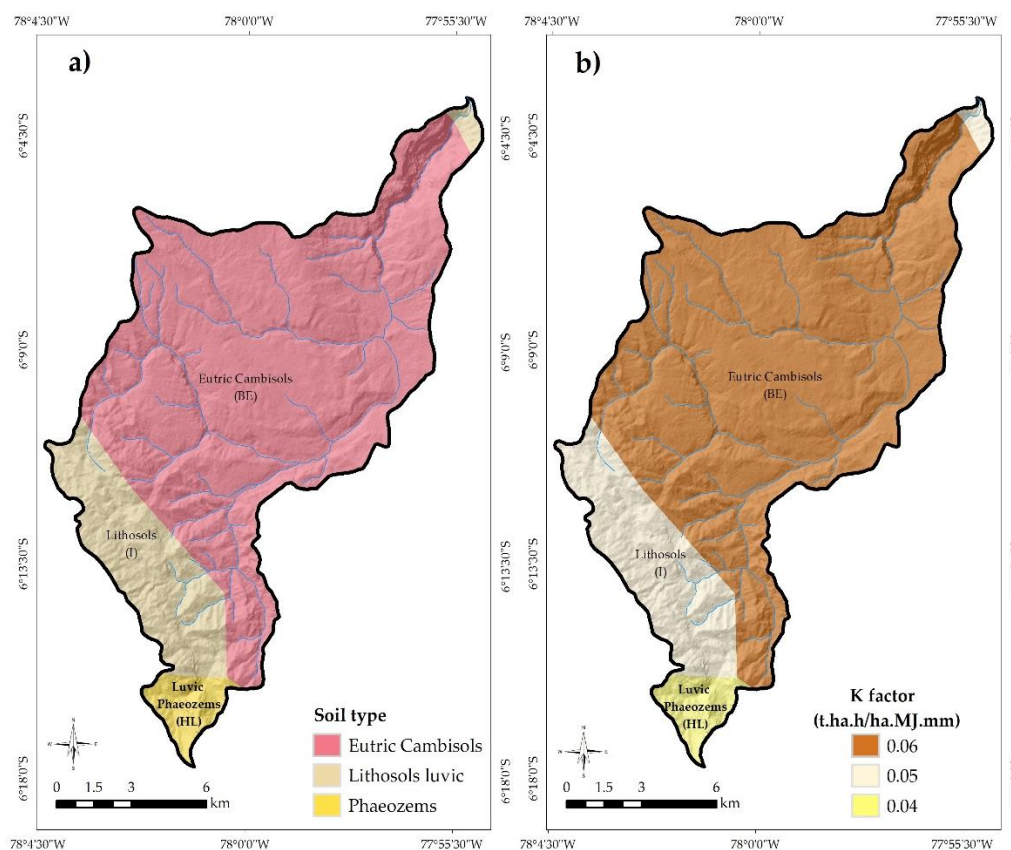 78°4'30"W 78°0'0"W 77°55'30"W
a)
6°4'30"S
6°9'0"S
6°13'30"S
6°18'0"S
Eutric Cambisols
(BE)
Lithosols
(I)
Luvic
Phaeozems
(HL)
N
W
E
S
0 1.5 3 6
km
Soil type
Eutric Cambisols
Lithosols luvic
Phaeozems
78°4'30"W 78°0'0"W 77°55'30"W
78°4'30"W 78°0'0"W 77°55'30"W
b)
6°4'30"S
6°9'0"S
6°13'30"S
6°18'0"S
Eutric Cambisols
(BE)
Lithosols
(I)
Luvic
Phaeozems
(HL)
N
W
E
S
0 1.5 3 6
km
K factor
(t.ha.h/ha.MJ.mm)
0.06
0.05
0.04
78°4'30"W 78°0'0"W 77°55'30"W